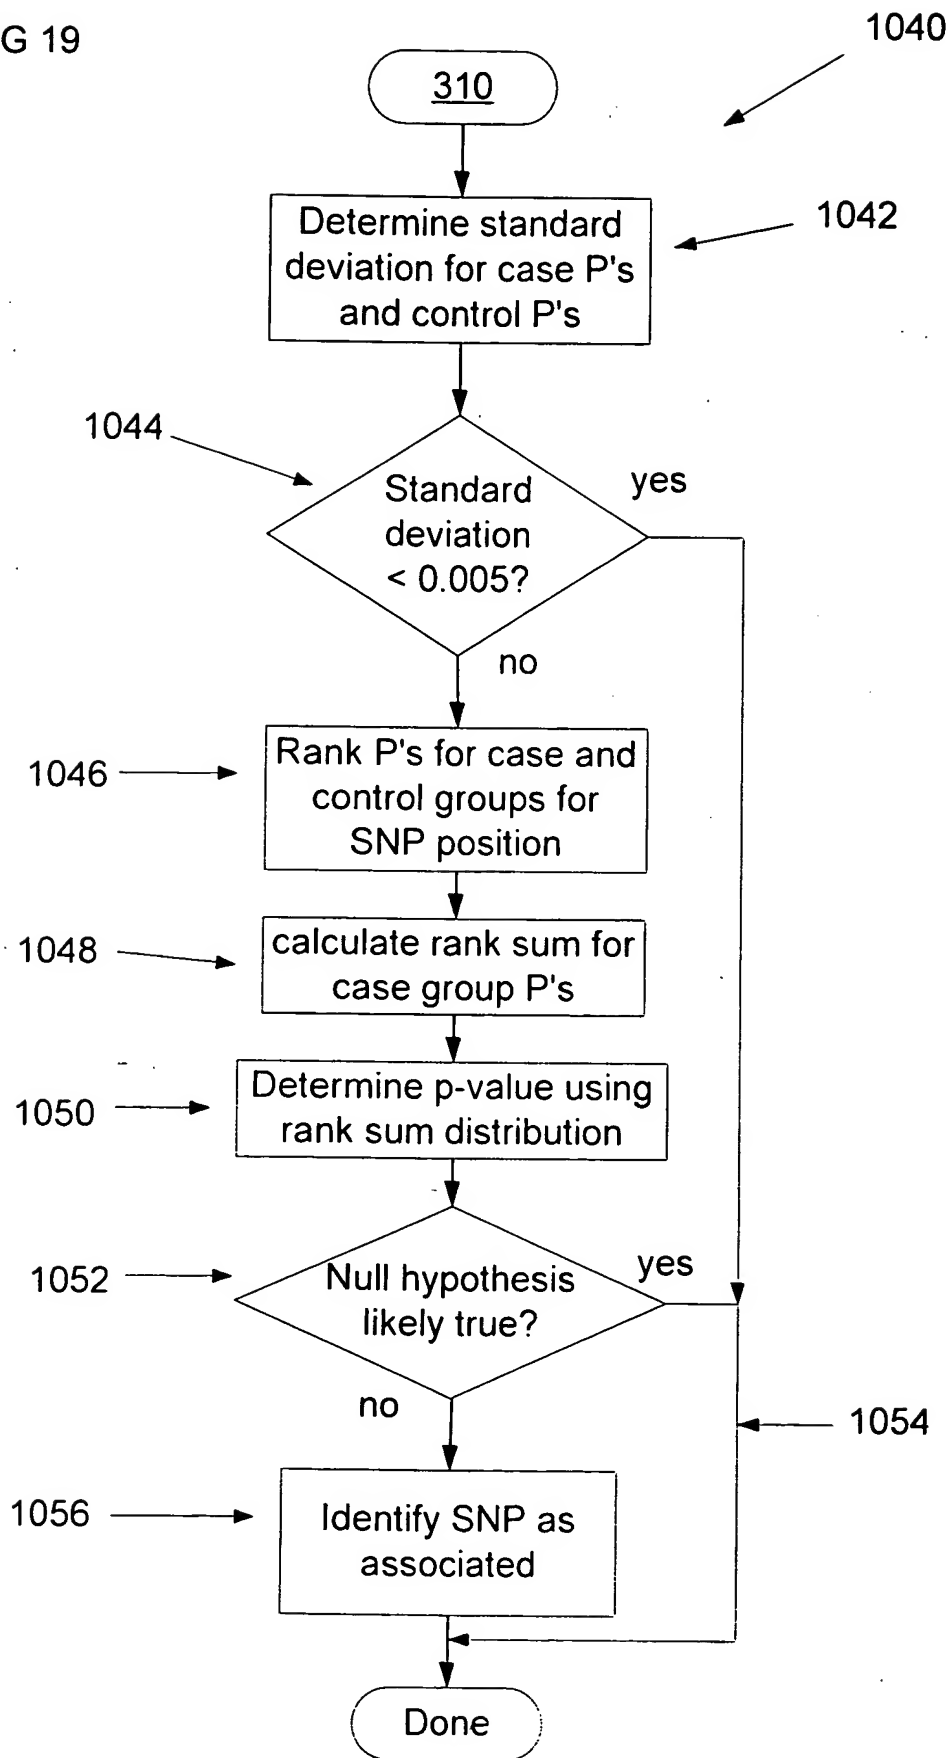 G 19
1040
310
Determine standard
deviation for case P's
and control P's
1042
1044
Standard
deviation
< 0.005?
yes
no
1046
Rank P's for case and
control groups for
SNP position
1048
calculate rank sum for
case group P's
1050
Determine p-value using
rank sum distribution
1052
Null hypothesis
likely true?
yes
no
1054
1056
Identify SNP as
associated
Done